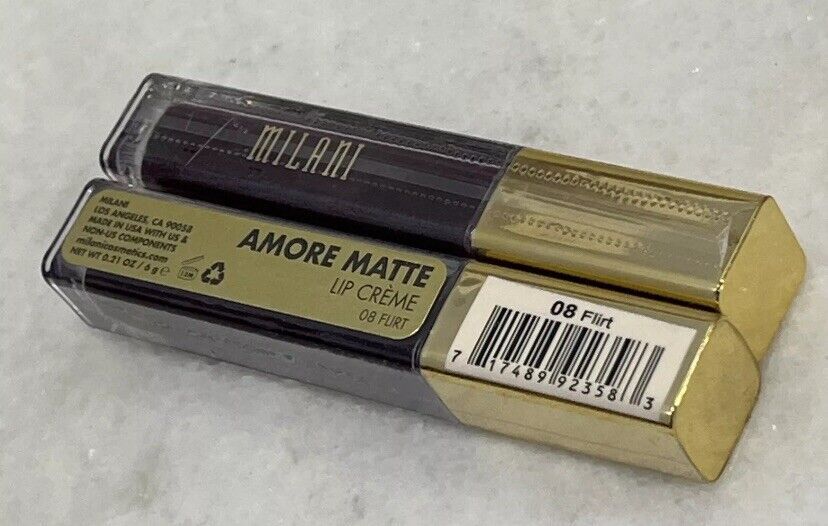 MILANI
MILANI
LOS ANGELES, CA 90058
MADE IN USA WITH US &
NON-US COMPONENTS
milanicosmetics.com
NET WT 0.21 OZ / 6 g ℮
12M
AMORE MATTE
LIP CRÈME
08 FLIRT
08 Flirt
7 17489 92358 3